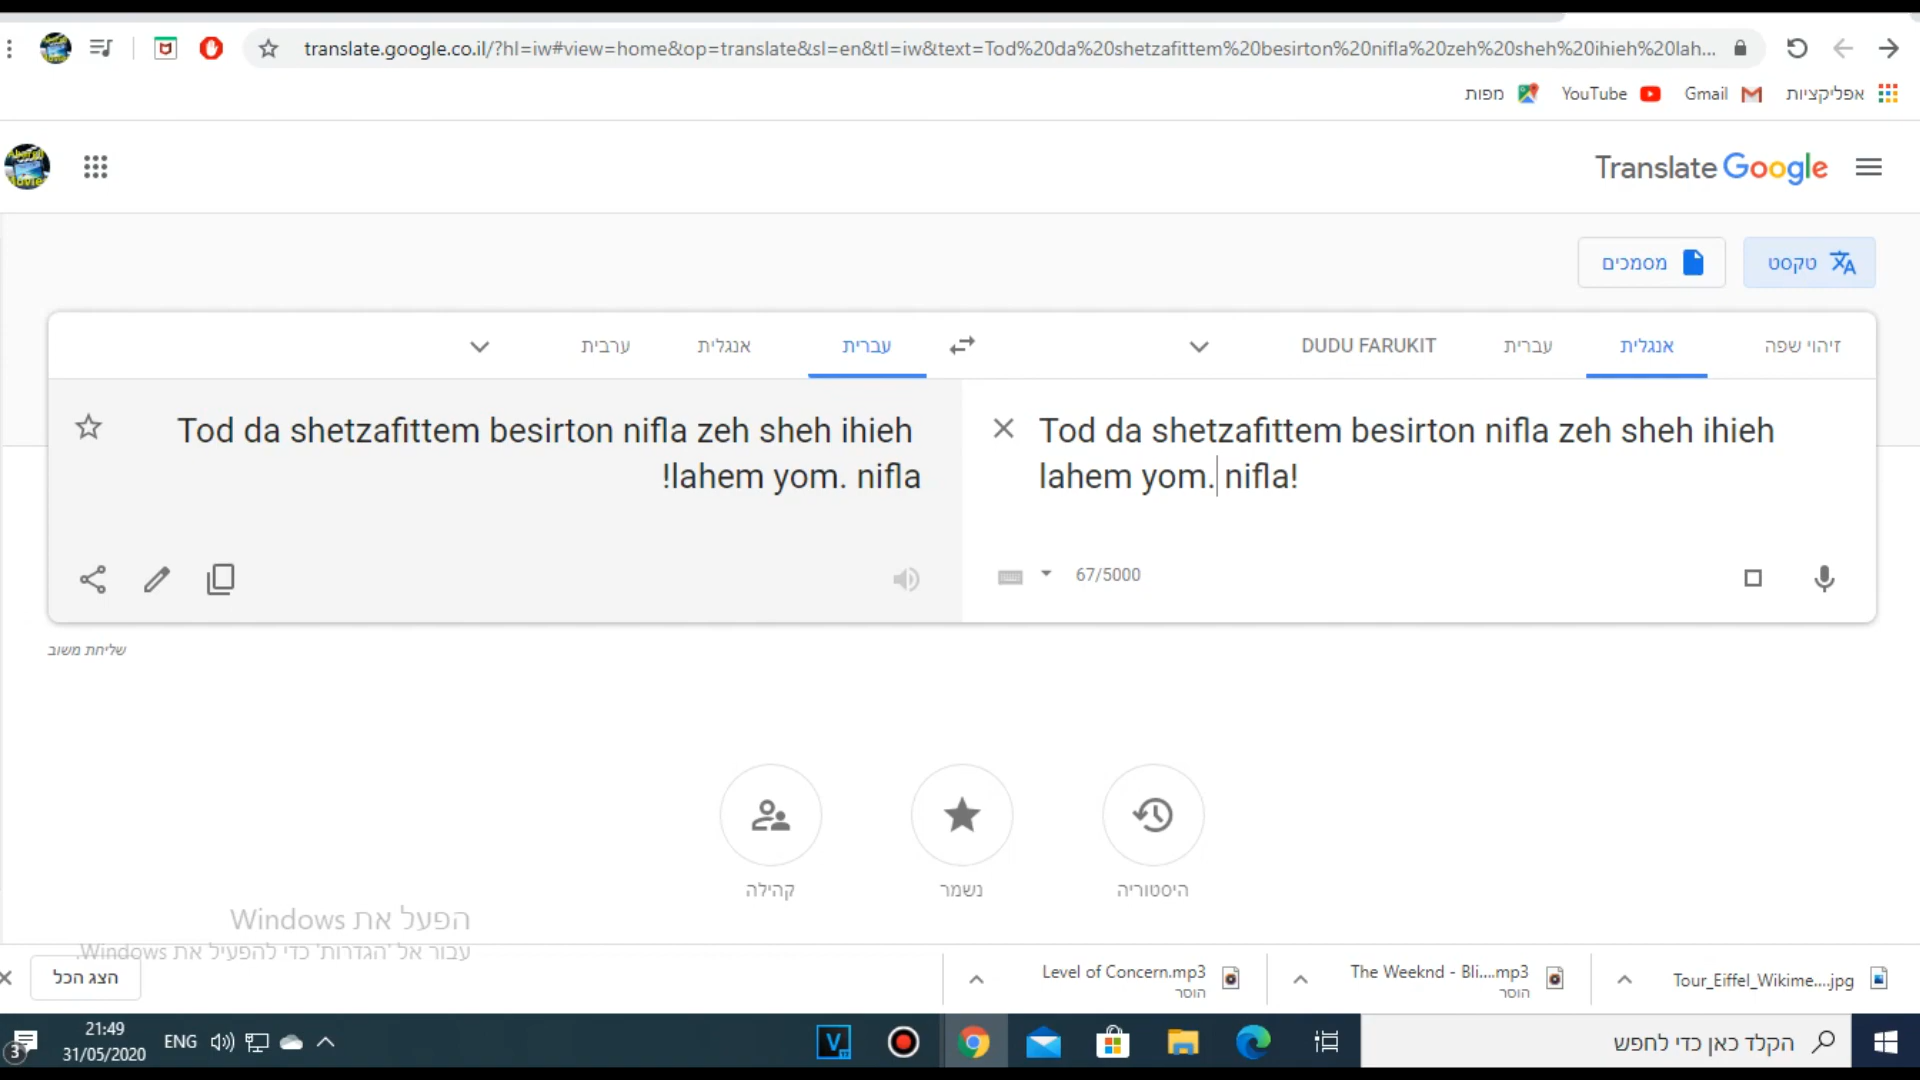 translate.google.co.il/?hl=iw#view=home&op=translate&sl=en&tl=iw&text=Tod%20da%20shetzafittem%20besirton%20nifla%20zeh%20sheh%20ihieh%20lah...
אפליקציות Gmail YouTube מפות
Google Translate
טקסט מסמכים
זיהוי שפה אנגלית עברית DUDU FARUKIT
עברית אנגלית ערבית
Tod da shetzafittem besirton nifla zeh sheh ihieh
lahem yom. nifla!
67/5000
Tod da shetzafittem besirton nifla zeh sheh ihieh
lahem yom. nifla!
שליחת משוב
היסטוריה נשמר קהילה
הפעל את Windows
עבור אל 'הגדרות' כדי להפעיל את Windows.
Tour_Eiffel_Wikime....jpg
The Weeknd - Bli....mp3
הוסר
Level of Concern.mp3
הוסר
הצג הכל
הקלד כאן כדי לחפש
V
17
ENG
21:49
31/05/2020
3